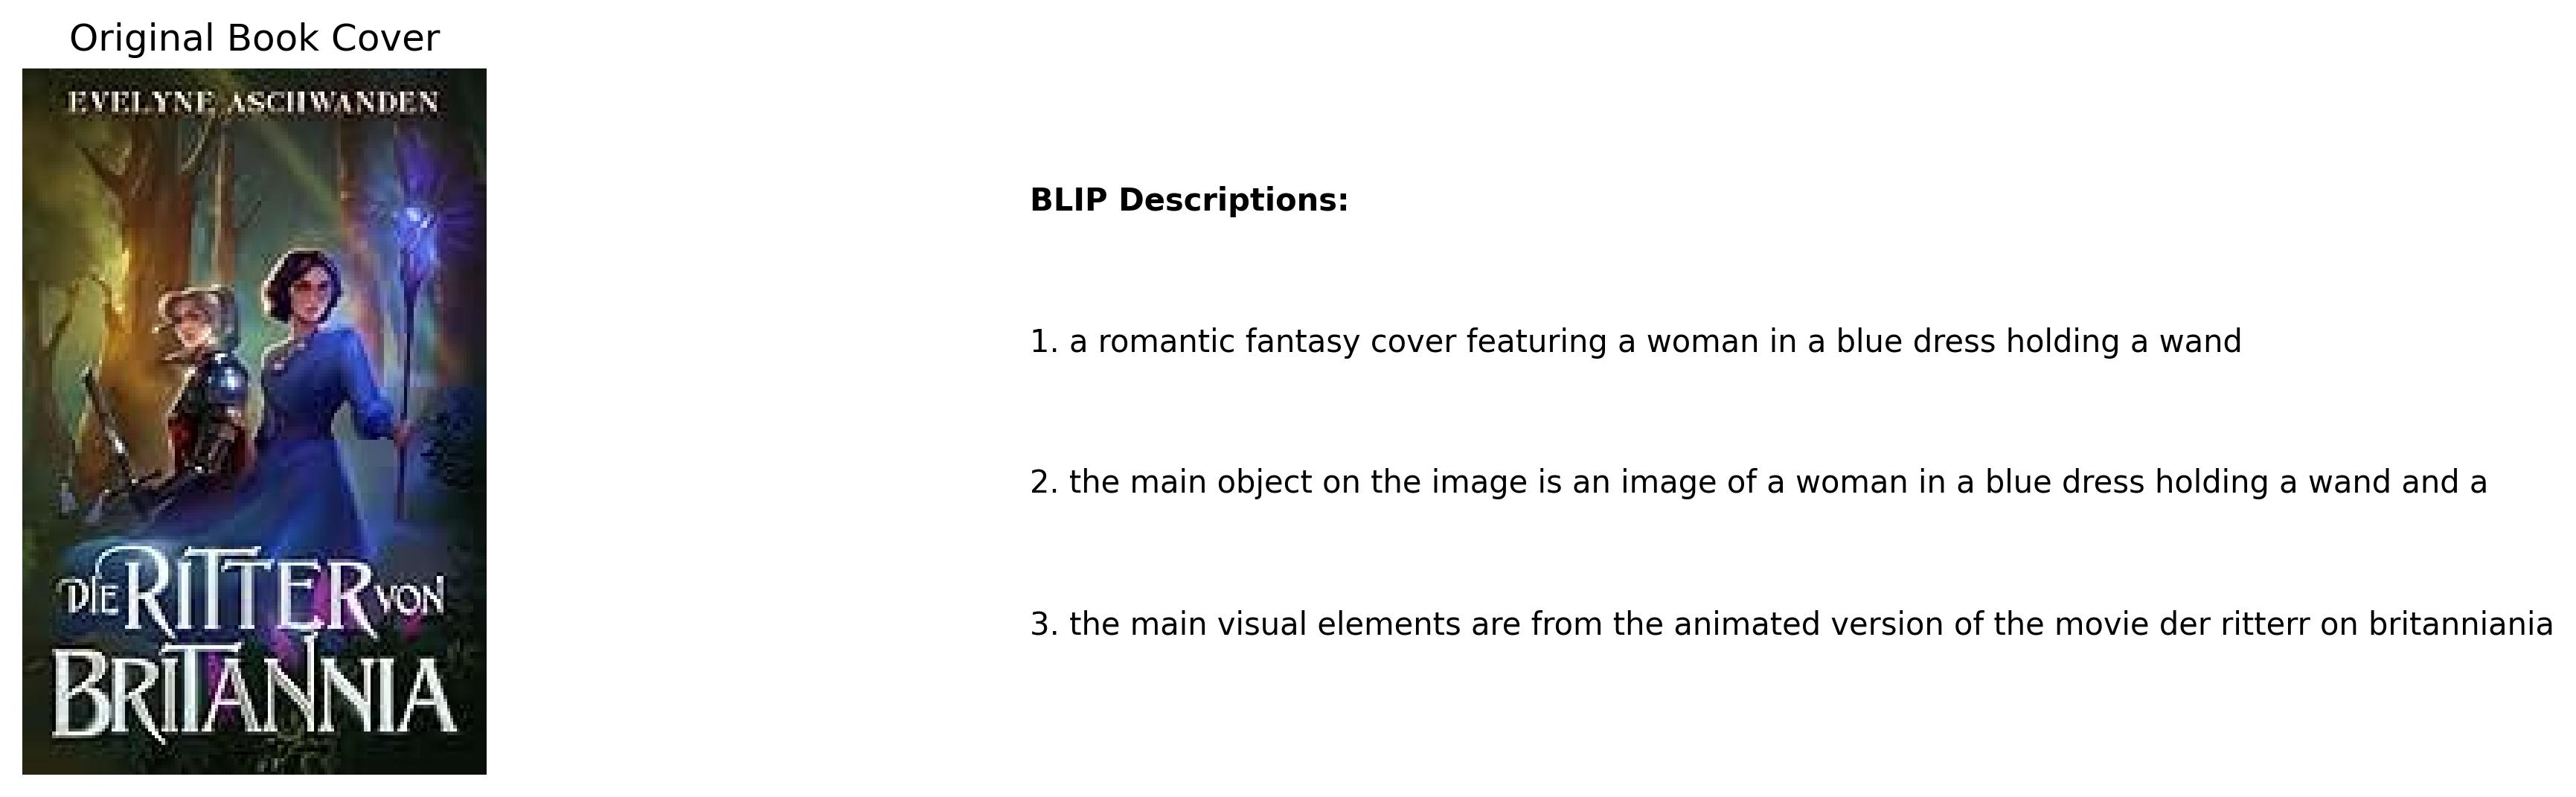 Original Book Cover
EVELYNE ASCHWANDEN
DIE RITTER VON
BRITANNIA
BLIP Descriptions:
1. a romantic fantasy cover featuring a woman in a blue dress holding a wand
2. the main object on the image is an image of a woman in a blue dress holding a wand and a
3. the main visual elements are from the animated version of the movie der ritterr on britanniania